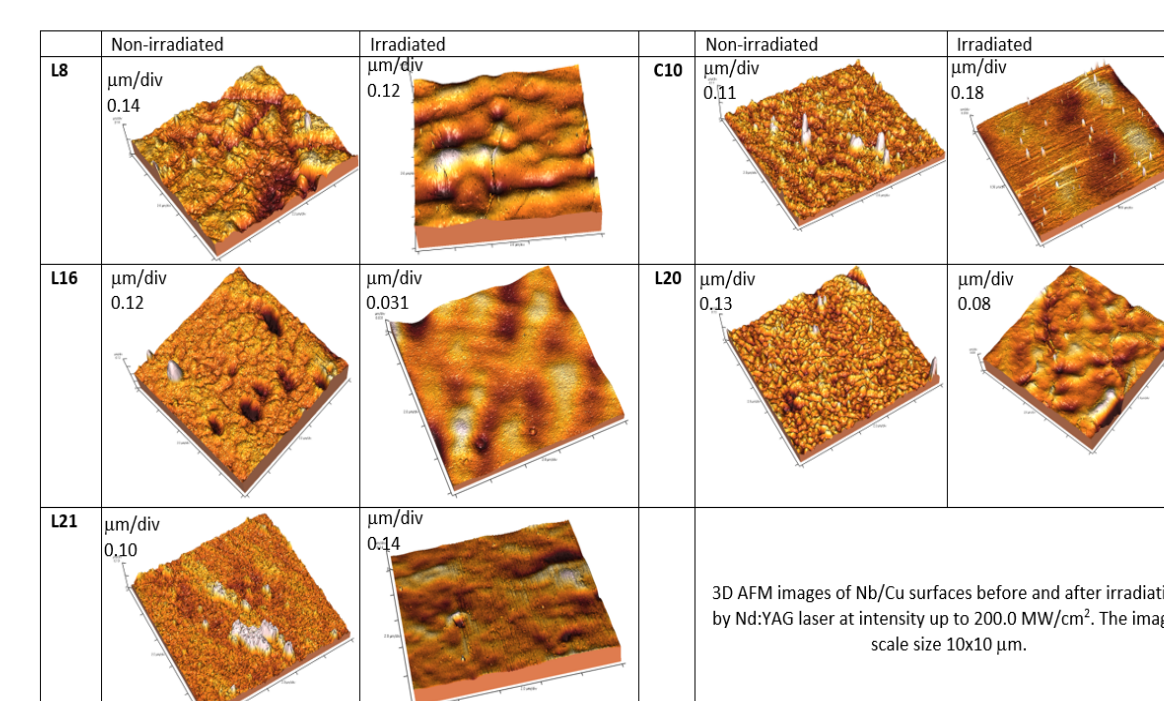 Non-irradiated
Irradiated
Non-irradiated
Irradiated
L8
μm/div
0.14
μm/div
0.12
C10
μm/div
0.11
μm/div
0.18
L16
μm/div
0.12
μm/div
0.031
L20
μm/div
0.13
μm/div
0.08
L21
μm/div
0.10
μm/div
0.14
3D AFM images of Nb/Cu surfaces before and after
by Nd:YAG laser at intensity up to 200.0 MW/cm². The
scale size 10x10 μm.